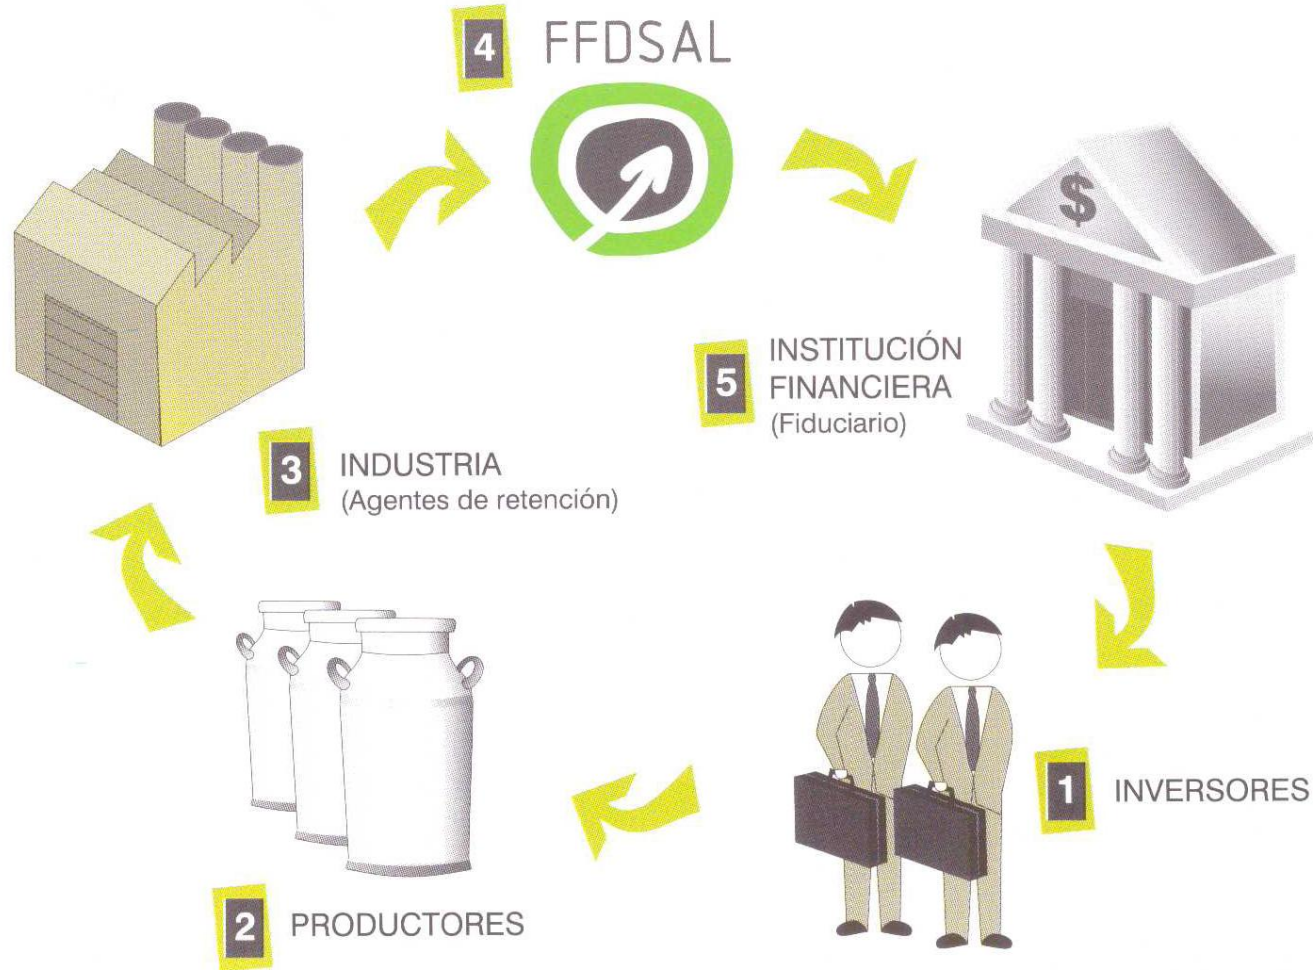 4 FFDSAL
$
5 INSTITUCIÓN
FINANCIERA
(Fiduciario)
3 INDUSTRIA
(Agentes de retención)
1 INVERSORES
2 PRODUCTORES